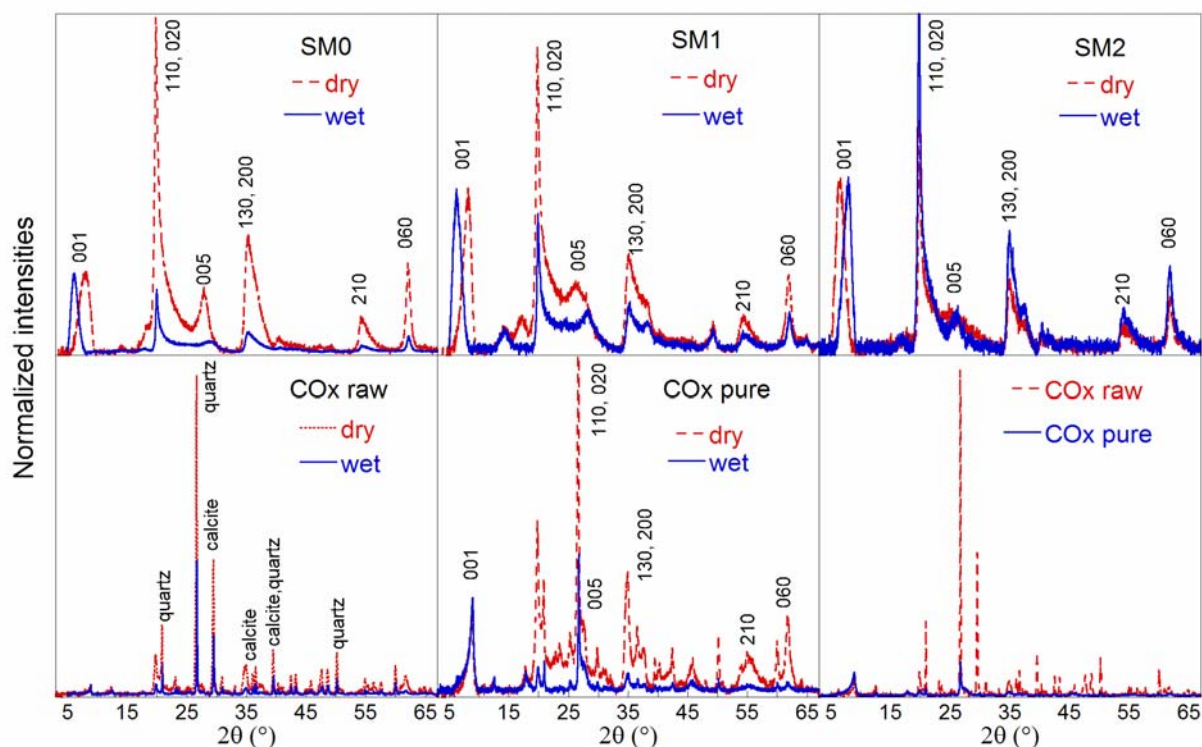 Normalized intensities
SM0
dry
wet
001
110, 020
005
130, 200
210
060
SM1
dry
wet
001
110, 020
005
130, 200
210
060
SM2
dry
wet
001
110, 020
005
130, 200
210
060
COx raw
dry
wet
quartz
quartz
calcite
calcite
calcite,quartz
quartz
COx pure
dry
wet
001
110, 020
005
130, 200
210
060
COx raw
COx pure
5 15 25 35 45 55 65
5 15 25 35 45 55 65
5 15 25 35 45 55 65
2θ (°)
2θ (°)
2θ (°)